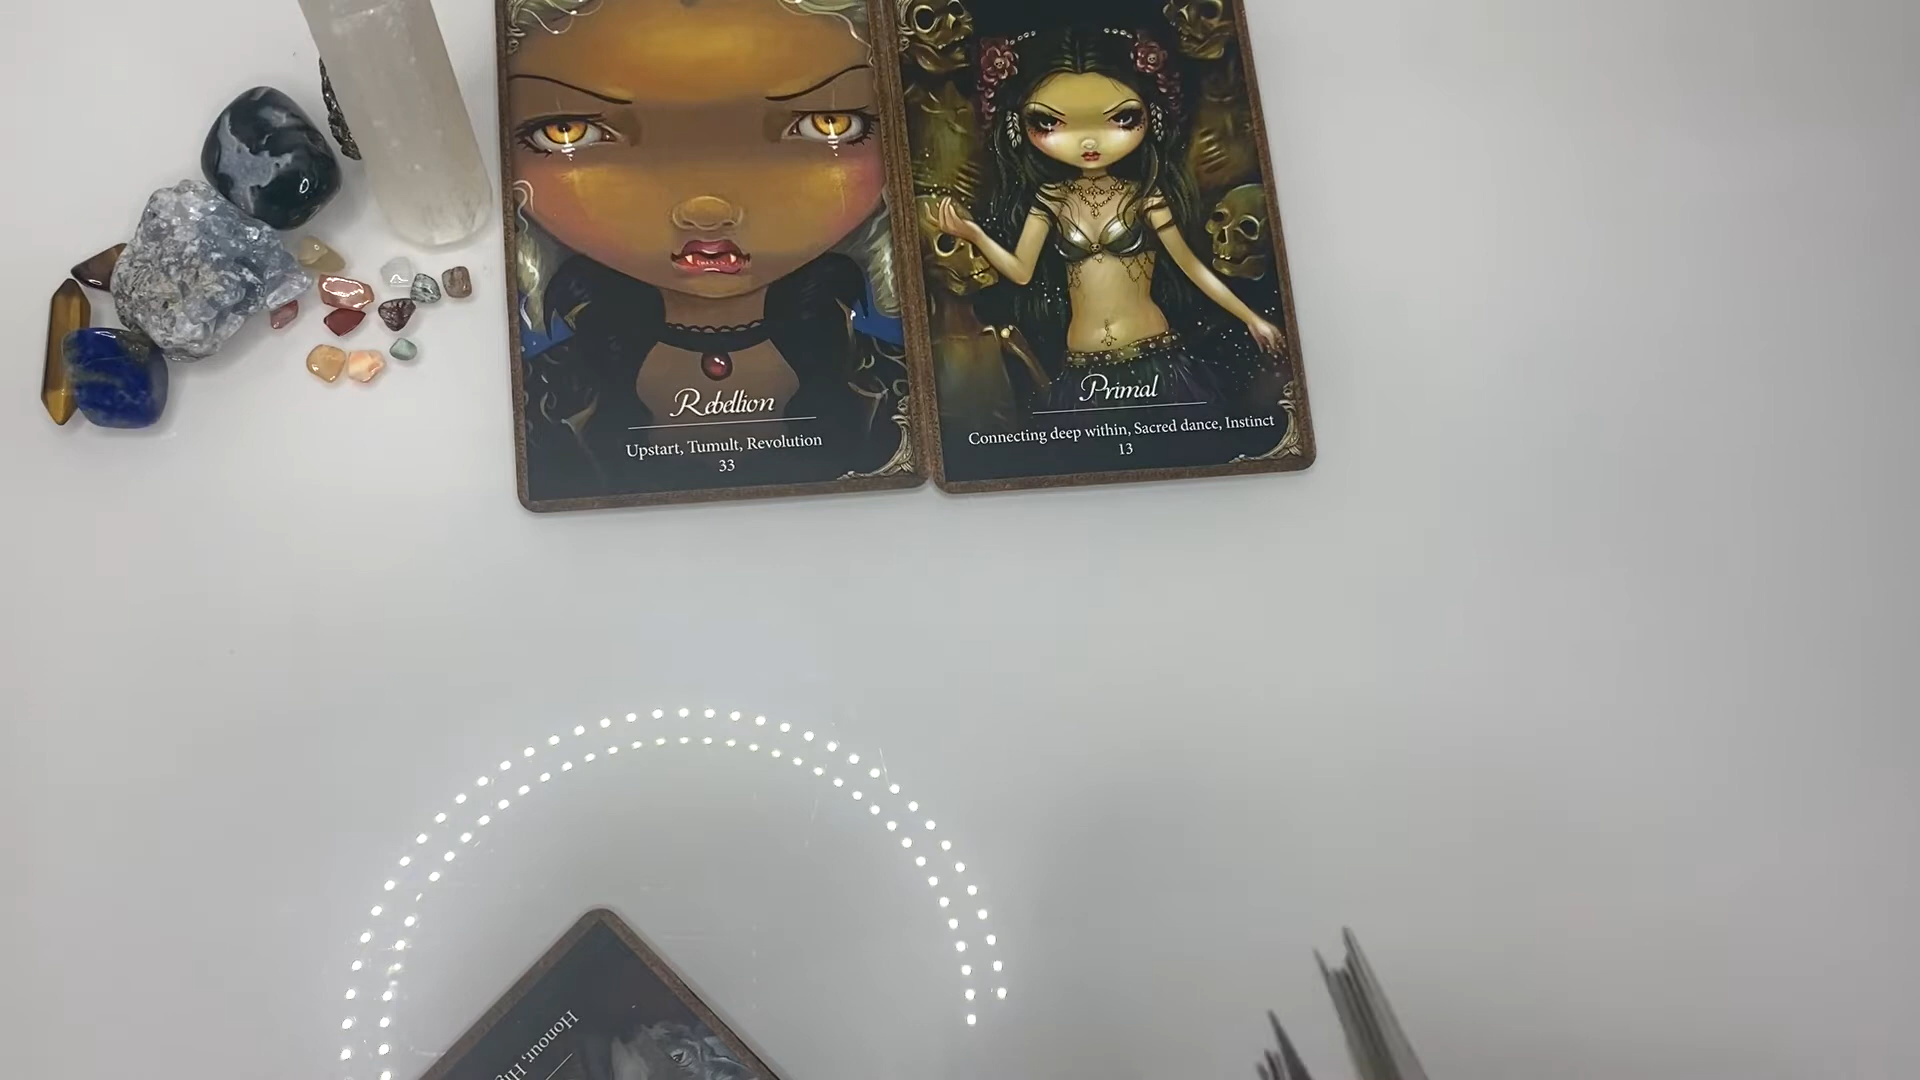 Rebellion
Upstart, Tumult, Revolution
33
Primal
Connecting deep within, Sacred dance, Instinct
13
Honour,